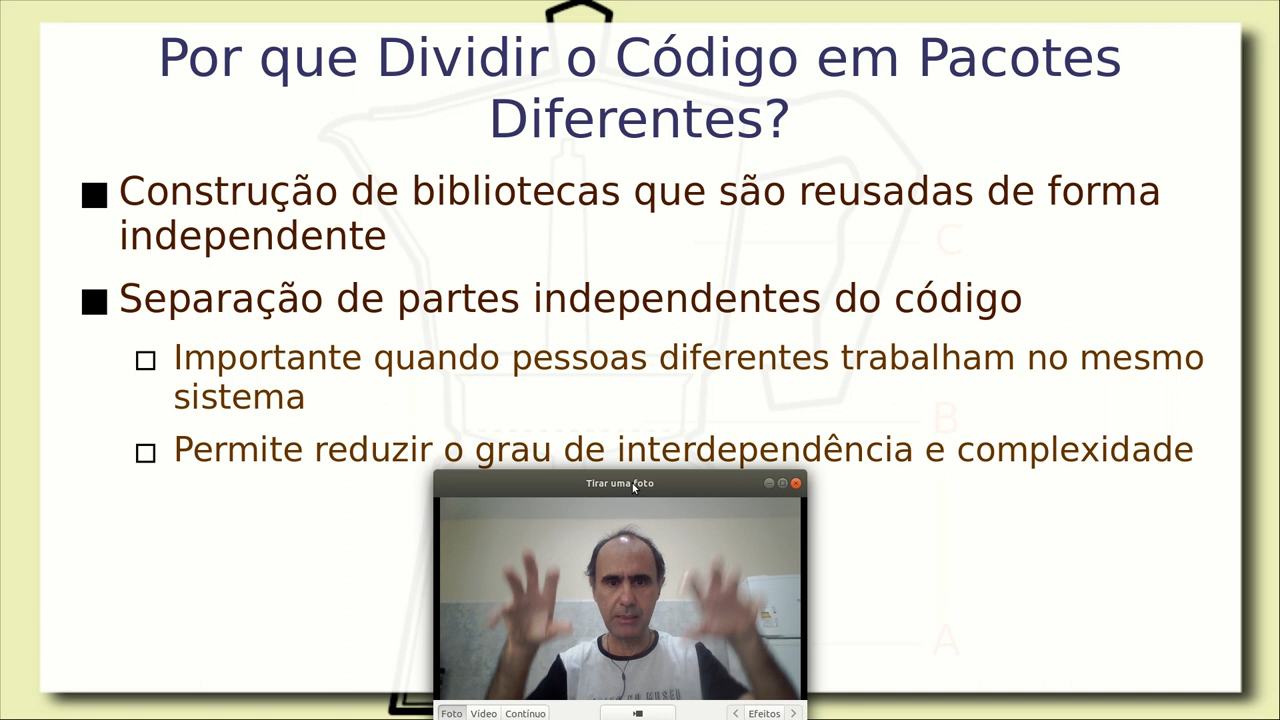 Por que Dividir o Código em Pacotes
Diferentes?
Construção de bibliotecas que são reusadas de forma
independente
Separação de partes independentes do código
Importante quando pessoas diferentes trabalham no mesmo
sistema
Permite reduzir o grau de interdependência e complexidade
C
B
A
Tirar uma foto
Foto Vídeo Contínuo Efeitos